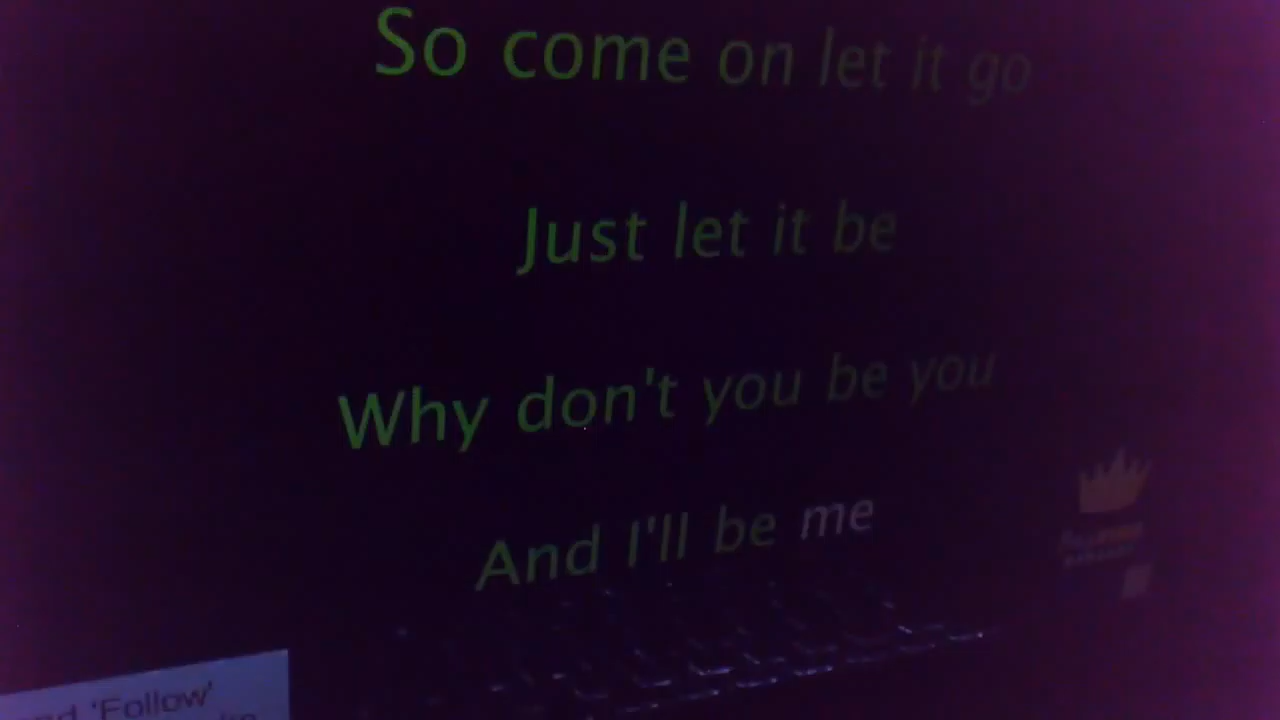 So come on let it go
Just let it be
Why don't you be you
And I'll be me
'Follow'